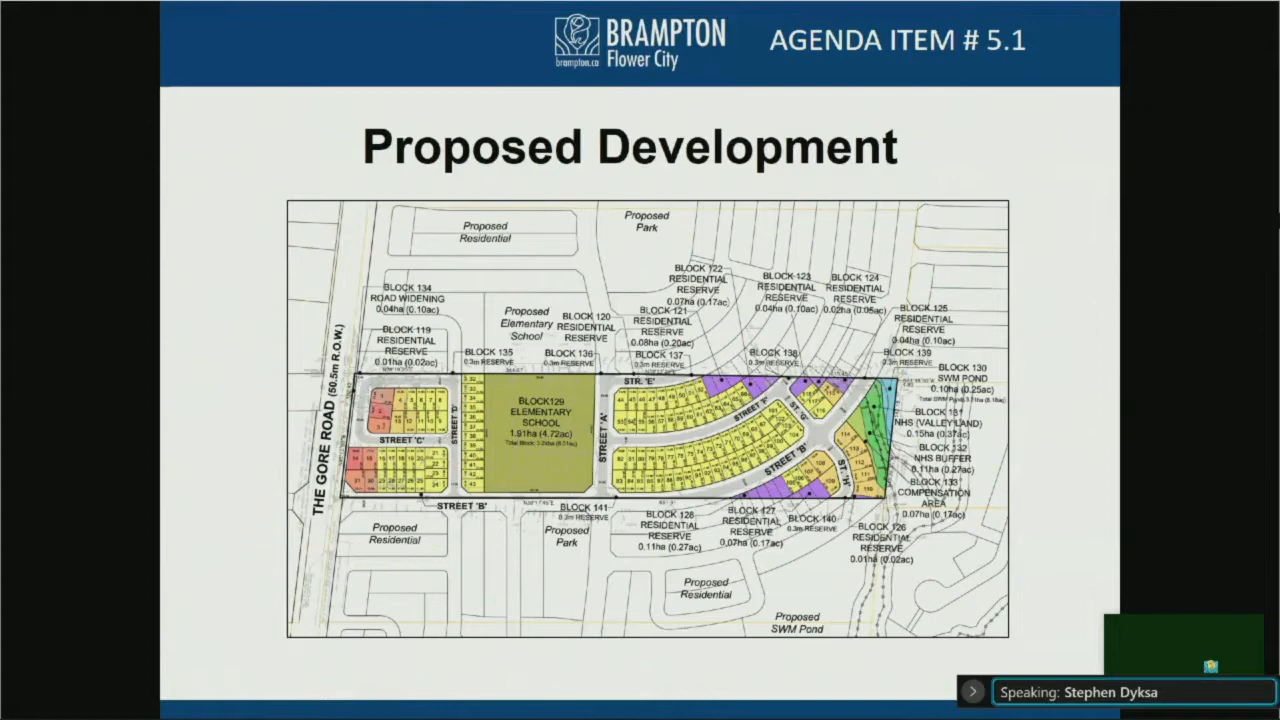 BRAMPTON
brampton.ca
Flower City
AGENDA ITEM # 5.1
Proposed Development
Proposed
Residential
Proposed
Park
BLOCK 134
ROAD WIDENING
0.04ha (0.10ac)
BLOCK 119
RESIDENTIAL
RESERVE
0.01ha (0.02ac)
Proposed
Elementary
School
BLOCK 120
RESIDENTIAL
RESERVE
BLOCK 122
RESIDENTIAL
RESERVE
0.07ha (0.17ac)
BLOCK 121
RESIDENTIAL
RESERVE
0.08ha (0.20ac)
BLOCK 123
RESIDENTIAL
RESERVE
0.04ha (0.10ac)
BLOCK 124
RESIDENTIAL
RESERVE
0.02ha (0.05ac)
BLOCK 125
RESIDENTIAL
RESERVE
0.04ha (0.10ac)
BLOCK 135
0.3m RESERVE
BLOCK 136
0.3m RESERVE
BLOCK 137
0.3m RESERVE
BLOCK 138
0.3m RESERVE
BLOCK 139
0.3m RESERVE
BLOCK 130
SWM POND
0.10ha (0.25ac)
BLOCK 131
NHS (VALLEY LAND)
0.15ha (0.37ac)
BLOCK 132
NHS BUFFER
0.11ha (0.27ac)
BLOCK 133
COMPENSATION
AREA
0.07ha (0.17ac)
THE GORE ROAD (50.5m R.O.W.)
STREET 'C'
STREET 'D'
BLOCK129
ELEMENTARY
SCHOOL
1.91ha (4.72ac)
STREET 'A'
STR. 'E'
STREET 'F'
ST. 'G'
STREET 'B'
ST. 'H'
STREET 'B'
BLOCK 141
0.3m RESERVE
Proposed
Residential
Proposed
Park
BLOCK 128
RESIDENTIAL
RESERVE
0.11ha (0.27ac)
BLOCK 127
RESIDENTIAL
RESERVE
0.07ha (0.17ac)
BLOCK 140
0.3m RESERVE
BLOCK 126
RESIDENTIAL
RESERVE
0.01ha (0.02ac)
Proposed
Residential
Proposed
SWM Pond
Speaking: Stephen Dyksa